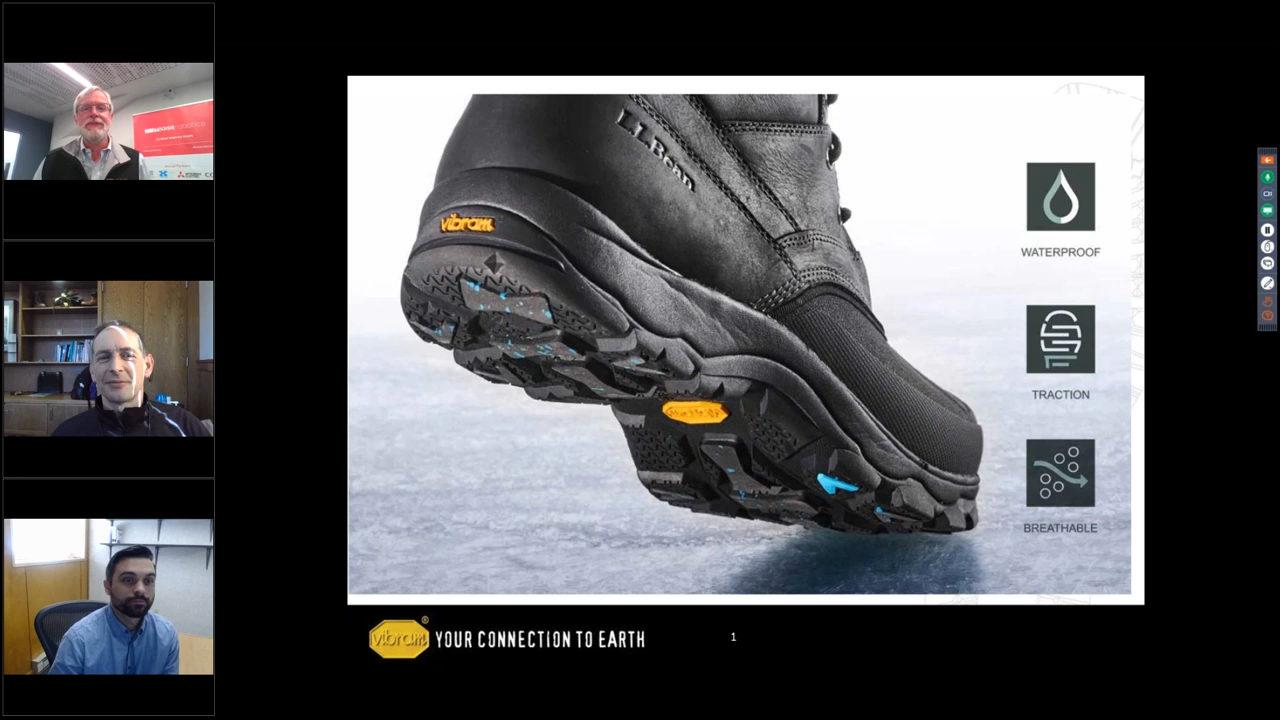 L.L.Bean
vibram
WATERPROOF
TRACTION
BREATHABLE
vibram® YOUR CONNECTION TO EARTH
1